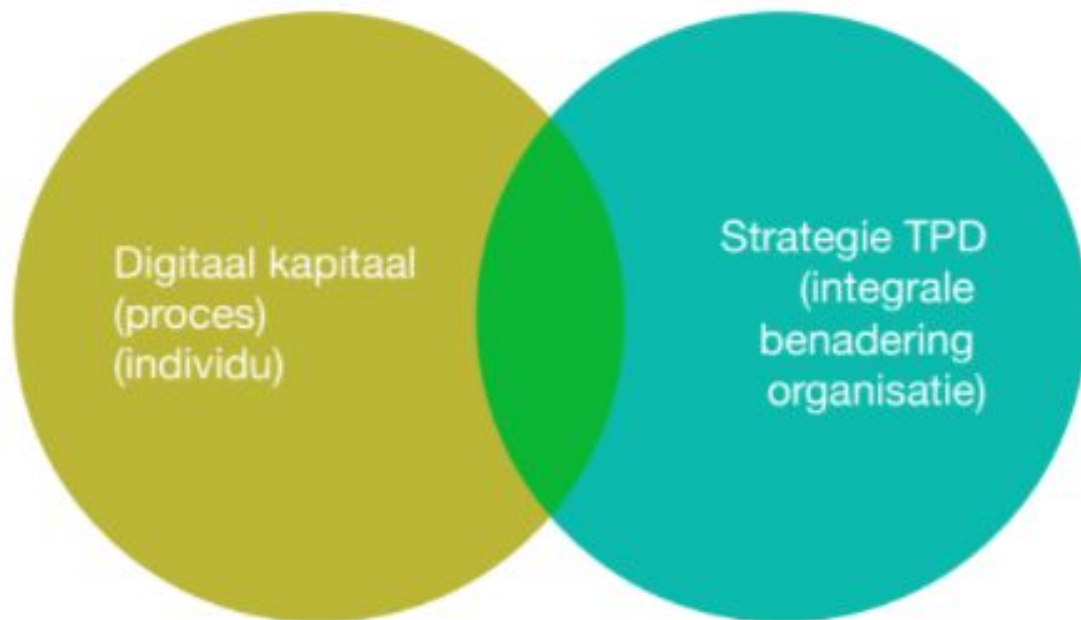 Digitaal kapitaal
(proces)
(individu)
Strategie TPD
(integrale
benadering
organisatie)